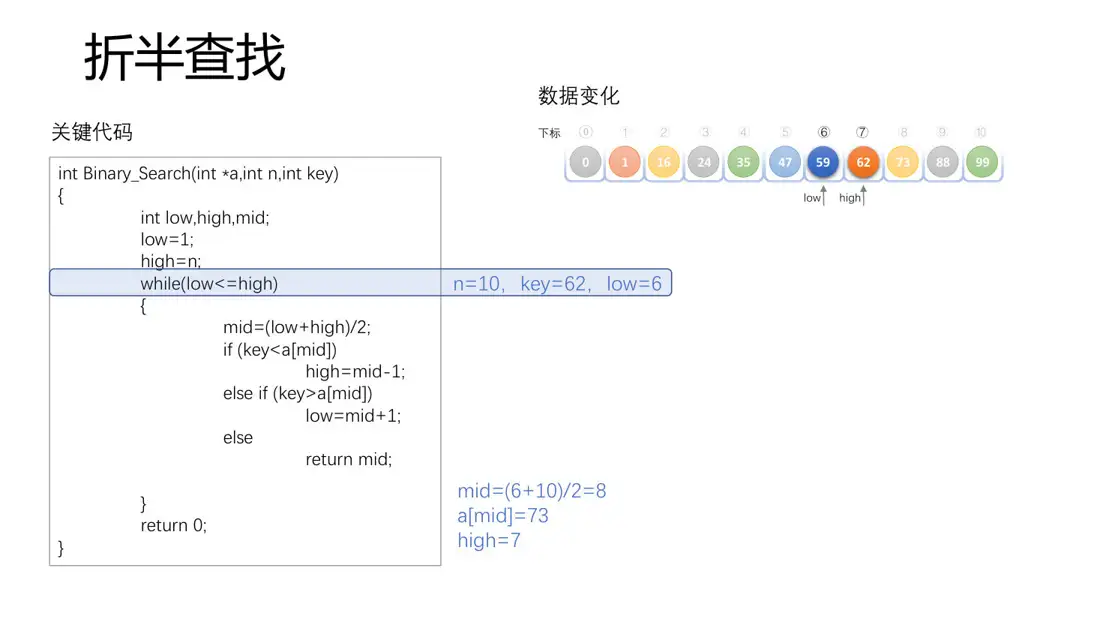 折半查找
数据变化
关键代码
下标 ⓪ 1 2 3 4 5 ⑥ ⑦ 8 9 10
0 1 16 24 35 47 59 62 73 88 99
low high
int Binary_Search(int *a,int n,int key)
{
int low,high,mid;
low=1;
high=n;
while(low<=high) n=10, key=62, low=6
{
mid=(low+high)/2;
if (key<a[mid])
high=mid-1;
else if (key>a[mid])
low=mid+1;
else
return mid;
}
return 0;
}
mid=(6+10)/2=8
a[mid]=73
high=7